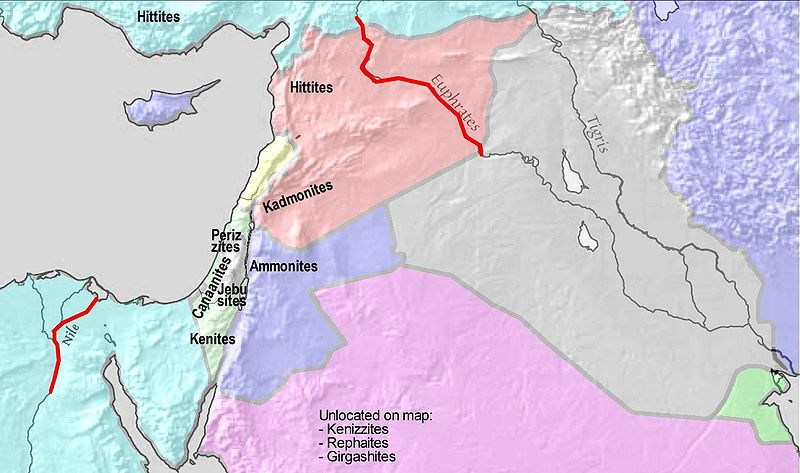 Hittites
Hittites
Euphrates
Tigris
Kadmonites
Periz
zites
Canaanites
Ammonites
Jebu
sites
Nile
Kenites
Unlocated on map:
- Kenizzites
- Rephaites
- Girgashites